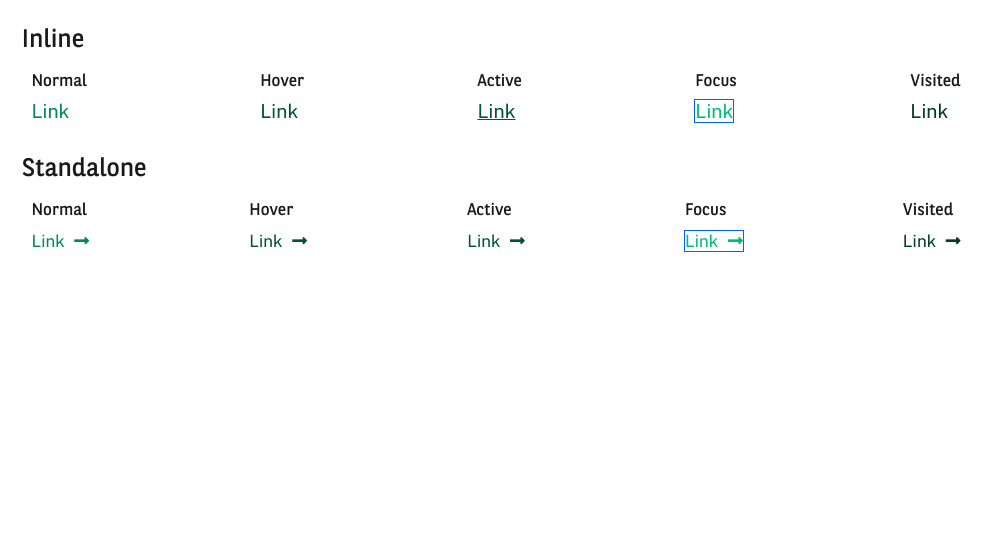 Inline
Normal Hover Active Focus Visited
Link Link Link Link Link
Standalone
Normal Hover Active Focus Visited
Link → Link → Link → Link → Link →